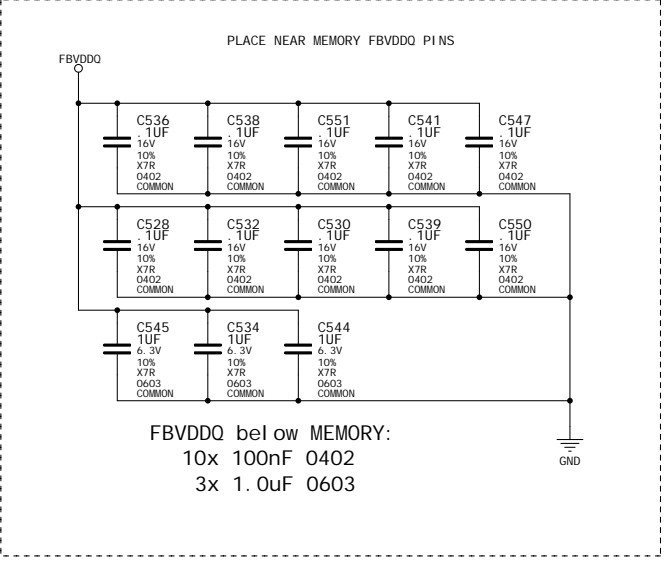 PLACE NEAR MEMORY FBVDDQ PINS
FBVDDQ
C536
.1UF
16V
10%
X7R
0402
COMMON
C538
.1UF
16V
10%
X7R
0402
COMMON
C551
.1UF
16V
10%
X7R
0402
COMMON
C541
.1UF
16V
10%
X7R
0402
COMMON
C547
.1UF
16V
10%
X7R
0402
COMMON
C528
.1UF
16V
10%
X7R
0402
COMMON
C532
.1UF
16V
10%
X7R
0402
COMMON
C530
.1UF
16V
10%
X7R
0402
COMMON
C539
.1UF
16V
10%
X7R
0402
COMMON
C550
.1UF
16V
10%
X7R
0402
COMMON
C545
1UF
6.3V
10%
X7R
0603
COMMON
C534
1UF
6.3V
10%
X7R
0603
COMMON
C544
1UF
6.3V
10%
X7R
0603
COMMON
FBVDDQ below MEMORY:
10x 100nF 0402
3x 1.0uF 0603
GND